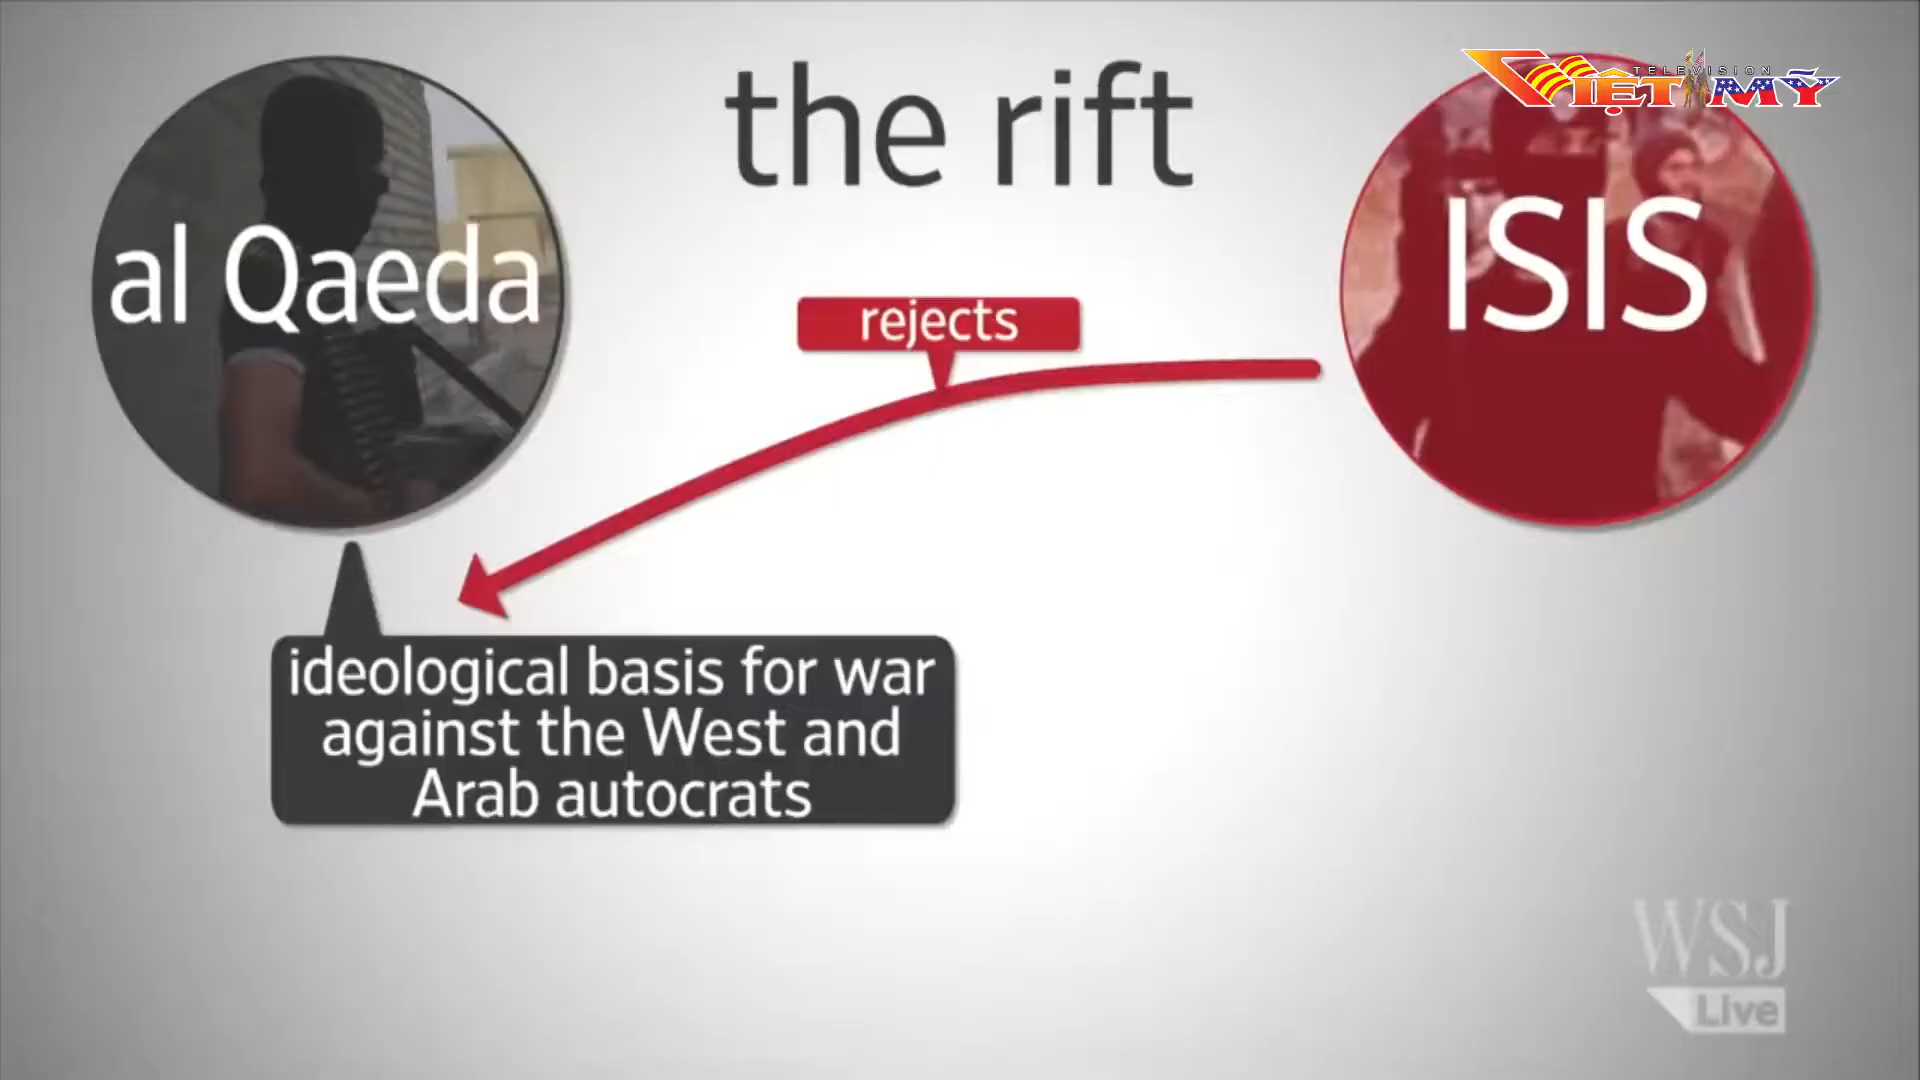 the rift
TELEVISION
VIỆT MỸ
al Qaeda
ISIS
rejects
ideological basis for war
against the West and
Arab autocrats
WSJ
Live